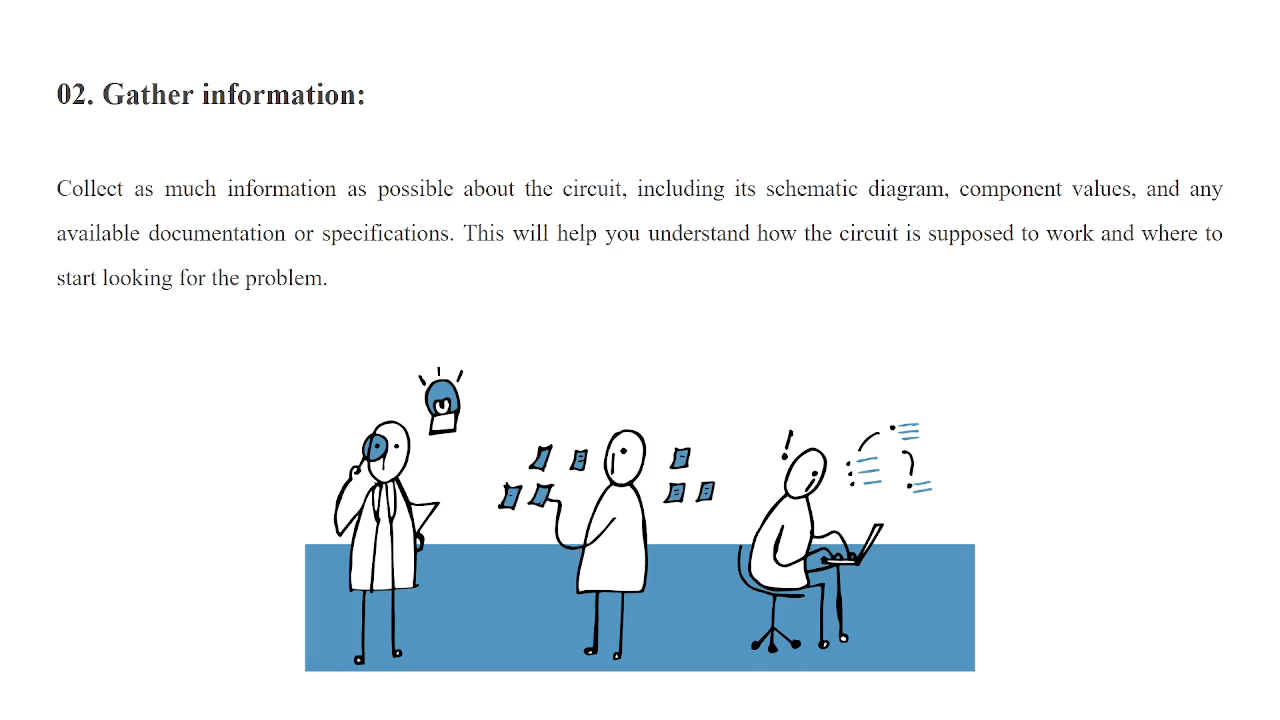 02. Gather information:
Collect as much information as possible about the circuit, including its schematic diagram, component values, and any
available documentation or specifications. This will help you understand how the circuit is supposed to work and where to
start looking for the problem.